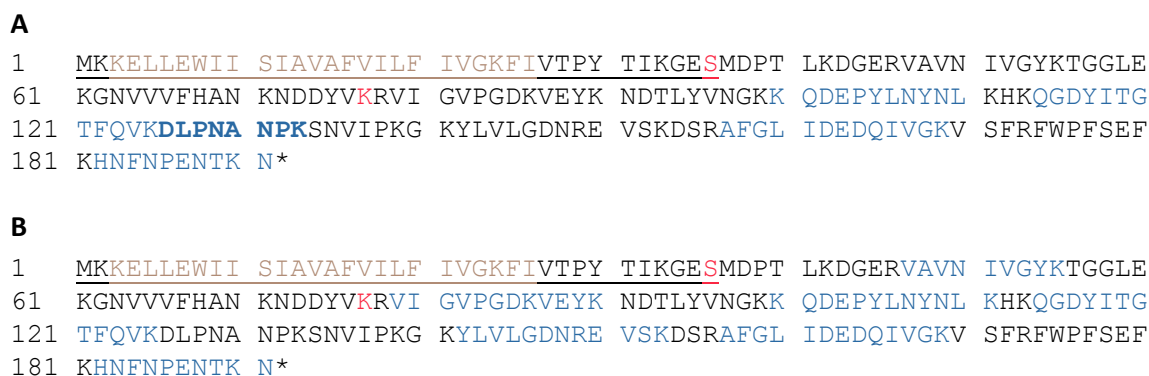 A
1 MKKELLEWII SIAVAFVILF IVGKFIVTPY TIKGESMDPT LKDGERVAVN IVGYKTGGLE
61 KGNVVVFHAN KNDDYVKRVI GVPGDKVEYK NDTLYVNGKK QDEPYLNYNL KHKQGDYITG
121 TFQVKDLPNA NPKSNVIPKG KYLVLGDNRE VSKDSRAFGL IDEDQIVGKV SFRFWPFSEF
181 KHNFNPENTK N*
B
1 MKKELLEWII SIAVAFVILF IVGKFIVTPY TIKGESMDPT LKDGERVAVN IVGYKTGGLE
61 KGNVVVFHAN KNDDYVKRVI GVPGDKVEYK NDTLYVNGKK QDEPYLNYNL KHKQGDYITG
121 TFQVKDLPNA NPKSNVIPKG KYLVLGDNRE VSKDSRAFGL IDEDQIVGKV SFRFWPFSEF
181 KHNFNPENTK N*